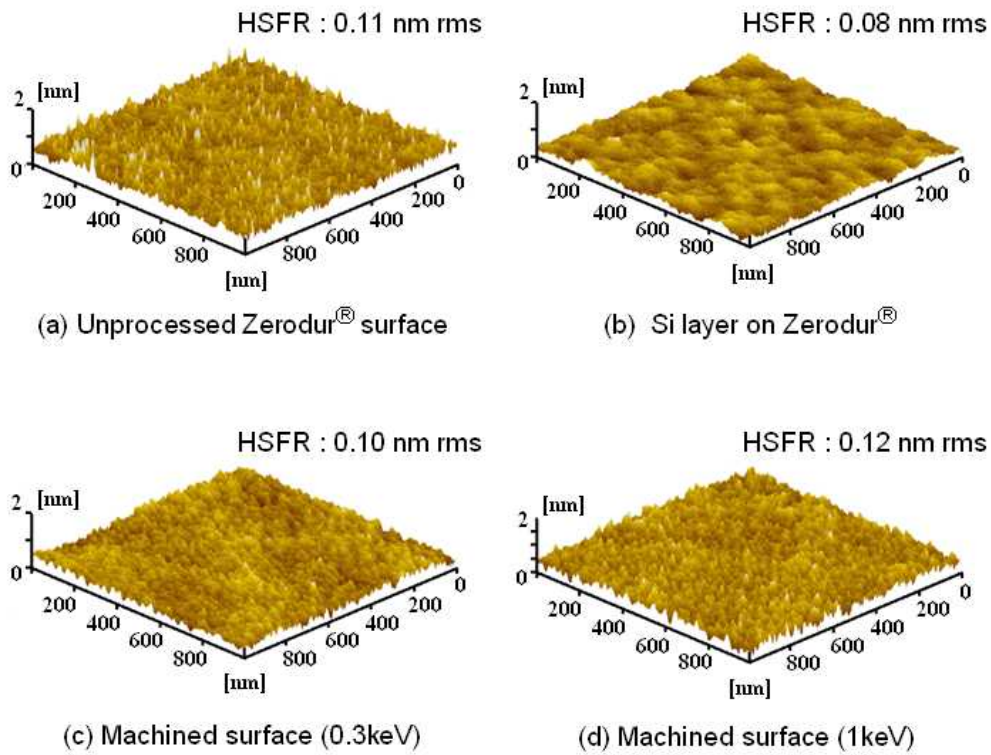 HSFR : 0.11 nm rms
[nm]
2
0
200
400
600
800
[nm]
800
600
400
200
0
(a) Unprocessed Zerodur® surface
HSFR : 0.08 nm rms
[nm]
2
0
200
400
600
800
[nm]
800
600
400
200
0
(b) Si layer on Zerodur®
HSFR : 0.10 nm rms
[nm]
2
0
200
400
600
800
[nm]
800
600
400
200
0
(c) Machined surface (0.3keV)
HSFR : 0.12 nm rms
[nm]
2
0
200
400
600
800
[nm]
800
600
400
200
0
(d) Machined surface (1keV)